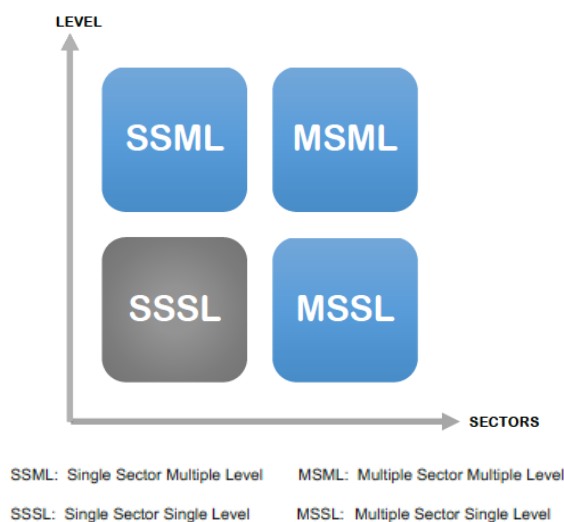 LEVEL
SSML MSML
SSSL MSSL
SECTORS
SSML: Single Sector Multiple Level MSML: Multiple Sector Multiple Level
SSSL: Single Sector Single Level MSSL: Multiple Sector Single Level